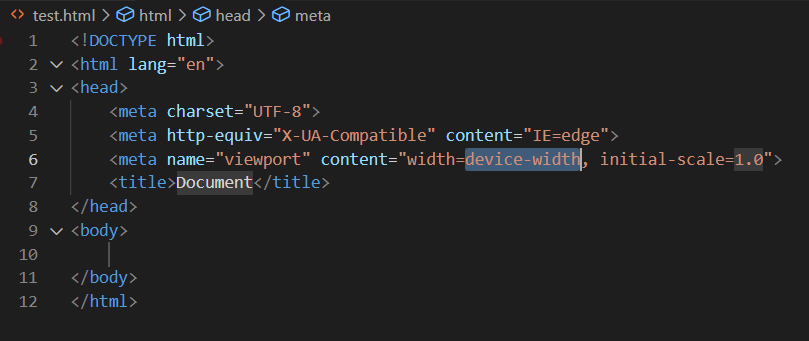 test.html > html > head > meta
1 <!DOCTYPE html>
2 <html lang="en">
3 <head>
4     <meta charset="UTF-8">
5     <meta http-equiv="X-UA-Compatible" content="IE=edge">
6     <meta name="viewport" content="width=device-width, initial-scale=1.0">
7     <title>Document</title>
8 </head>
9 <body>
10
11 </body>
12 </html>